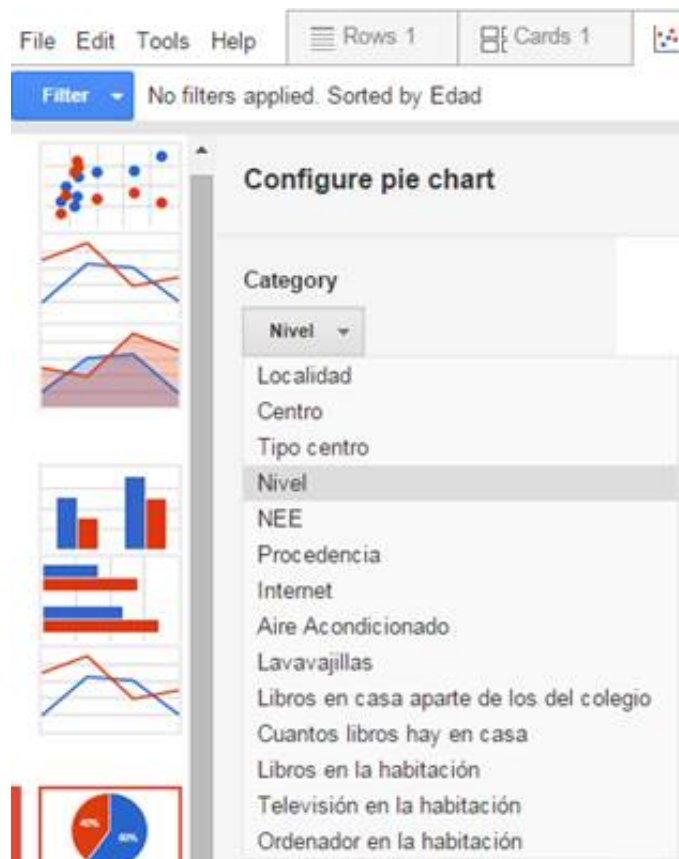 File Edit Tools Help Rows 1 Cards 1
Filter No filters applied. Sorted by Edad
Configure pie chart
Category
Nivel
Localidad
Centro
Tipo centro
Nivel
NEE
Procedencia
Internet
Aire Acondicionado
Lavavajillas
Libros en casa aparte de los del colegio
Cuantos libros hay en casa
Libros en la habitación
Televisión en la habitación
Ordenador en la habitación
40%
60%